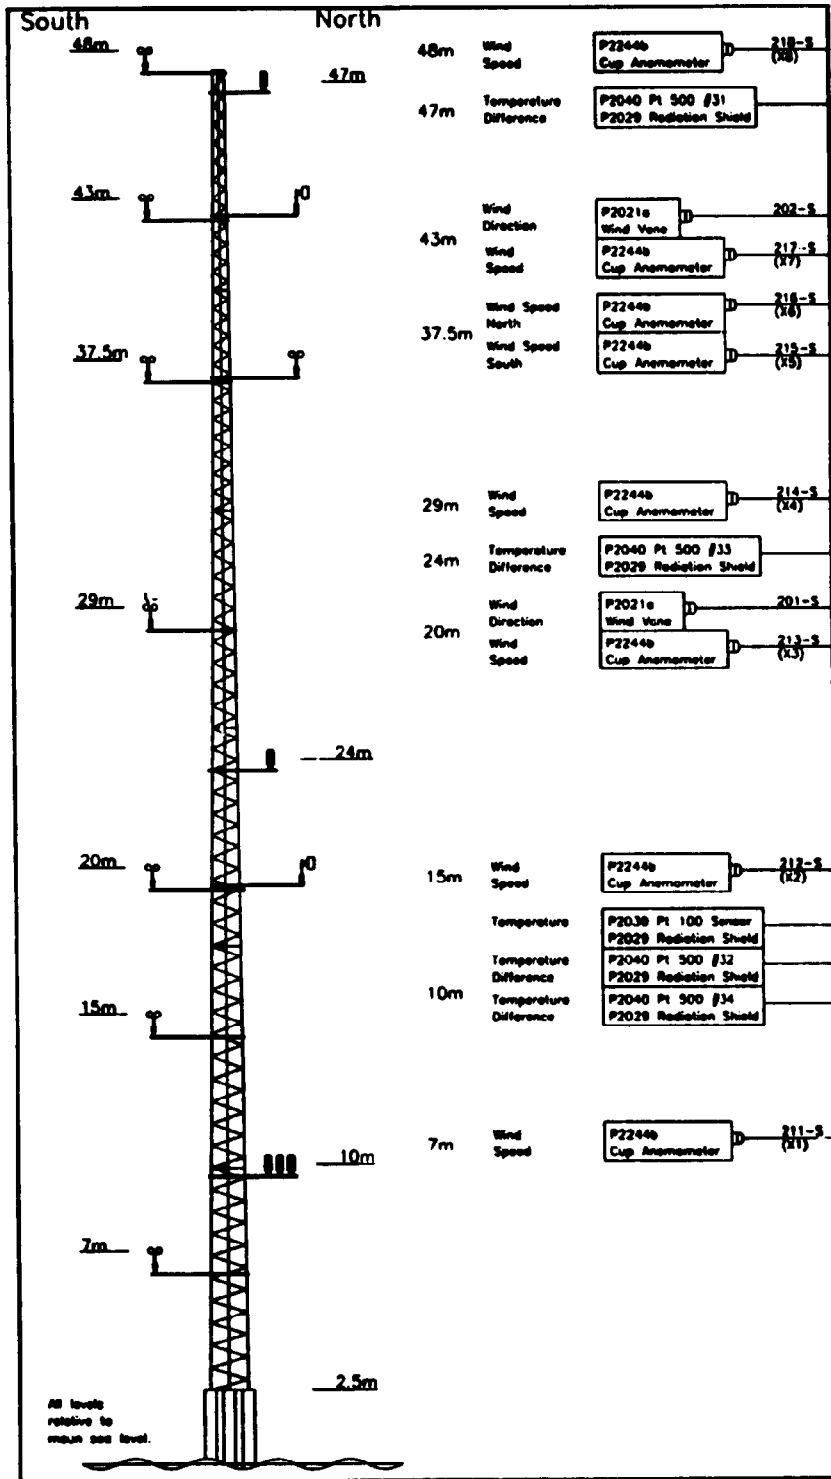 South
North
48m
47m
43m
37.5m
29m
24m
20m
15m
10m
7m
2.5m
All levels
relative to
meun sea level.
48m
Wind
Speed
P2244b
Cup Anemometer
218-S
(X8)
47m
Temperature
Difference
P2040 Pt 500 #31
P2029 Radiation Shield
43m
Wind
Direction
P2021a
Wind Vane
202-S
Wind
Speed
P2244b
Cup Anemometer
217-S
(X7)
37.5m
Wind Speed
North
P2244b
Cup Anemometer
216-S
(X6)
Wind Speed
South
P2244b
Cup Anemometer
215-S
(X5)
29m
Wind
Speed
P2244b
Cup Anemometer
214-S
(X4)
24m
Temperature
Difference
P2040 Pt 500 #33
P2029 Radiation Shield
20m
Wind
Direction
P2021a
Wind Vane
201-S
Wind
Speed
P2244b
Cup Anemometer
213-S
(X3)
15m
Wind
Speed
P2244b
Cup Anemometer
212-S
(X2)
10m
Temperature
P2039 Pt 100 Sensor
P2029 Radiation Shield
Temperature
Difference
P2040 Pt 500 #32
P2029 Radiation Shield
Temperature
Difference
P2040 Pt 500 #34
P2029 Radiation Shield
7m
Wind
Speed
P2244b
Cup Anemometer
211-S
(X1)